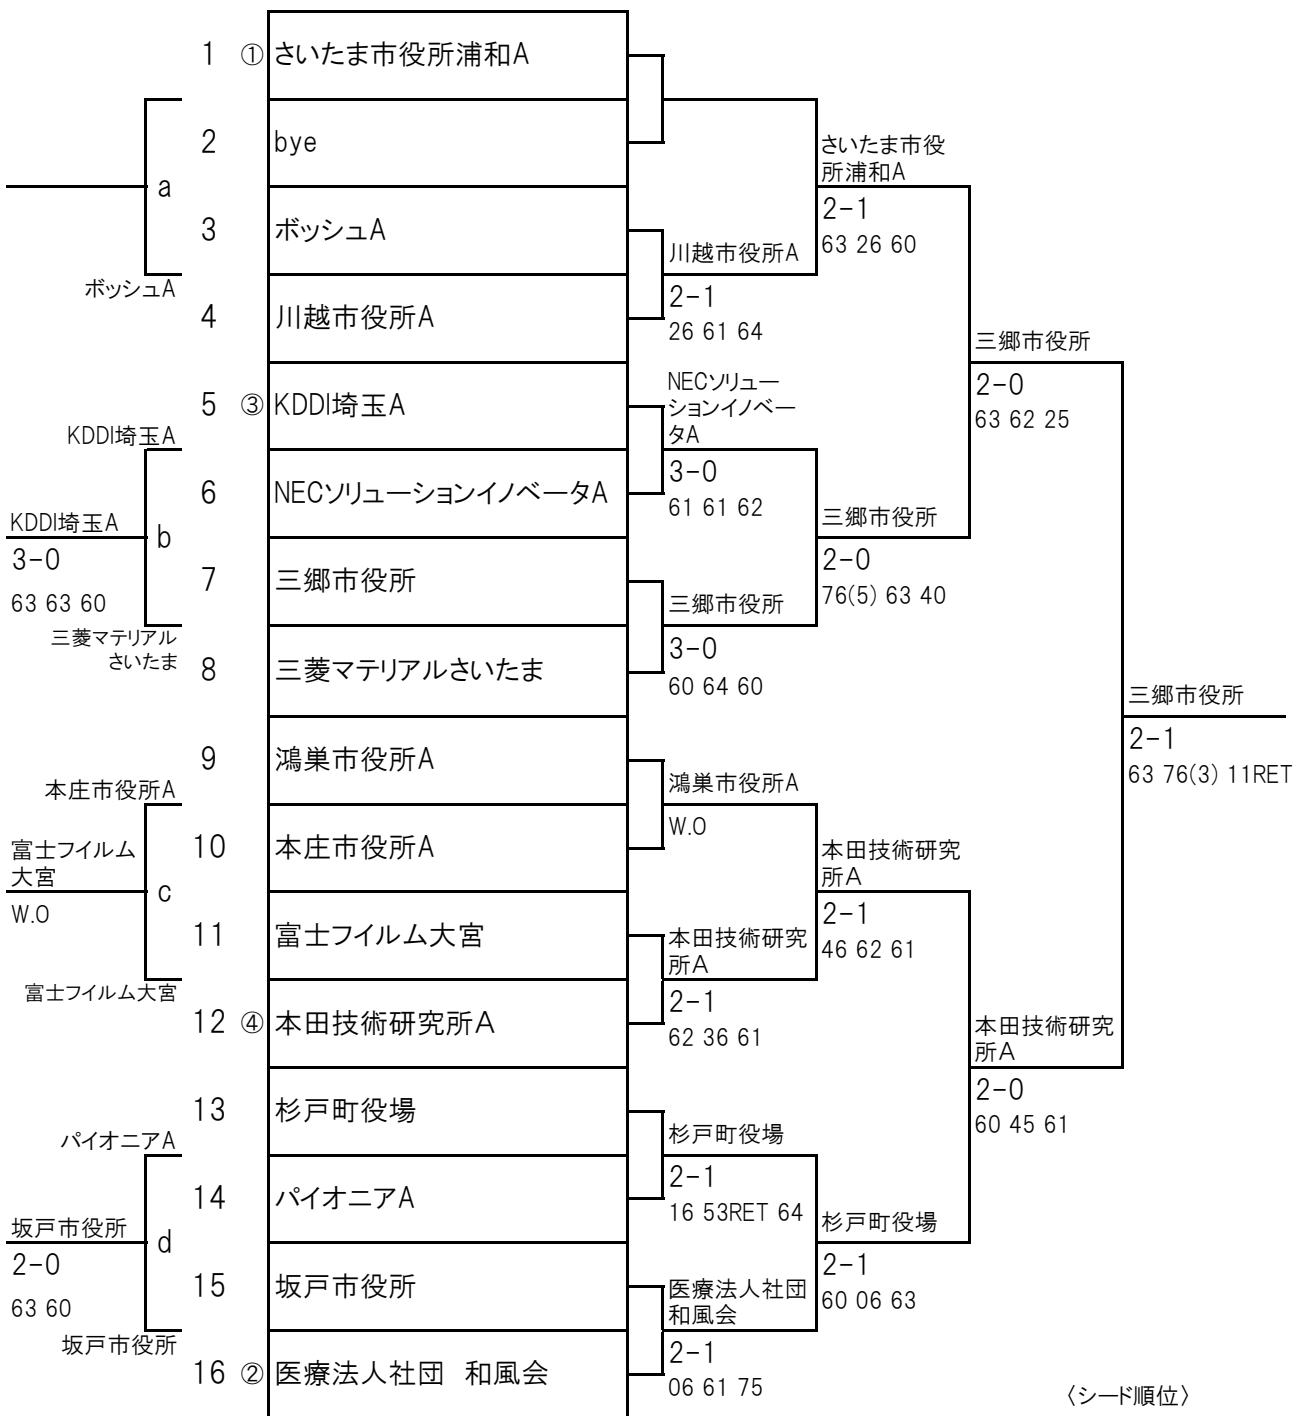 1 ① さいたま市役所浦和A
2 bye
さいたま市役
所浦和A
a
2-1
3 ボッシュA
63 26 60
川越市役所A
ボッシュA
2-1
4 川越市役所A
26 61 64
三郷市役所
NECソリュー
ションイノベー
タA
2-0
5 ③ KDDI埼玉A
63 62 25
KDDI埼玉A
3-0
6 NECソリューションイノベータA
61 61 62
KDDI埼玉A
三郷市役所
b
3-0
2-0
7 三郷市役所
63 63 60
76(5) 63 40
三郷市役所
三菱マテリアル
さいたま
3-0
8 三菱マテリアルさいたま
60 64 60
三郷市役所
2-1
9 鴻巣市役所A
63 76(3) 11RET
本庄市役所A
鴻巣市役所A
W.O
10 本庄市役所A
富士フイルム
大宮
本田技術研究
所A
c
W.O
2-1
11 富士フイルム大宮
46 62 61
本田技術研究
所A
富士フイルム大宮
2-1
12 ④ 本田技術研究所A
62 36 61
本田技術研究
所A
2-0
13 杉戸町役場
60 45 61
パイオニアA
杉戸町役場
2-1
14 パイオニアA
16 53RET 64
坂戸市役所
杉戸町役場
d
2-0
2-1
15 坂戸市役所
63 60
60 06 63
医療法人社団
和風会
坂戸市役所
2-1
16 ② 医療法人社団 和風会
06 61 75
〈シード順位〉